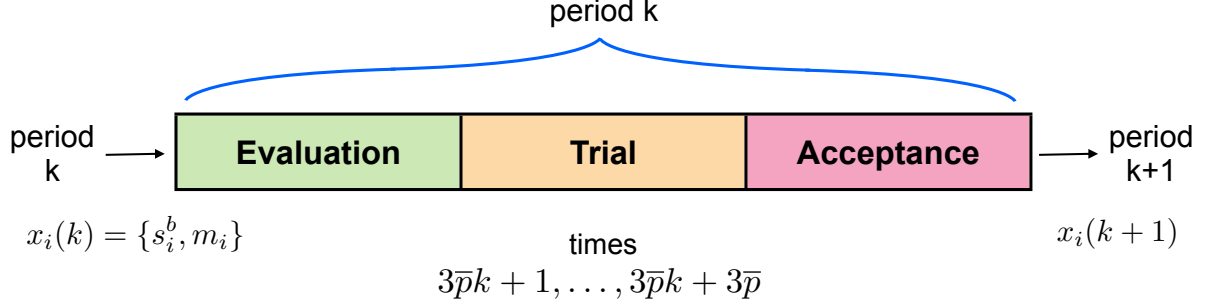 period k
period
k
Evaluation
Trial
Acceptance
period
k+1
x_i(k) = {s_i^b, m_i}
times
3p̅k + 1, . . . , 3p̅k + 3p̅
x_i(k + 1)